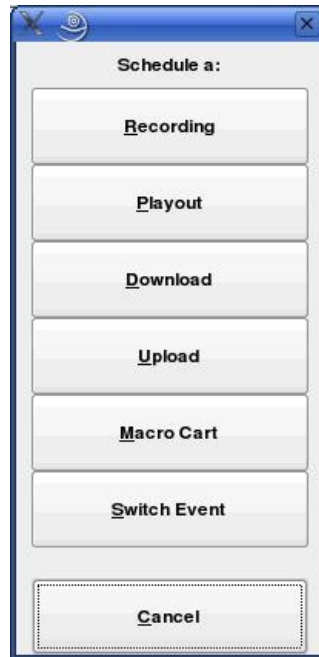 Schedule a:
Recording
Playout
Download
Upload
Macro Cart
Switch Event
Cancel